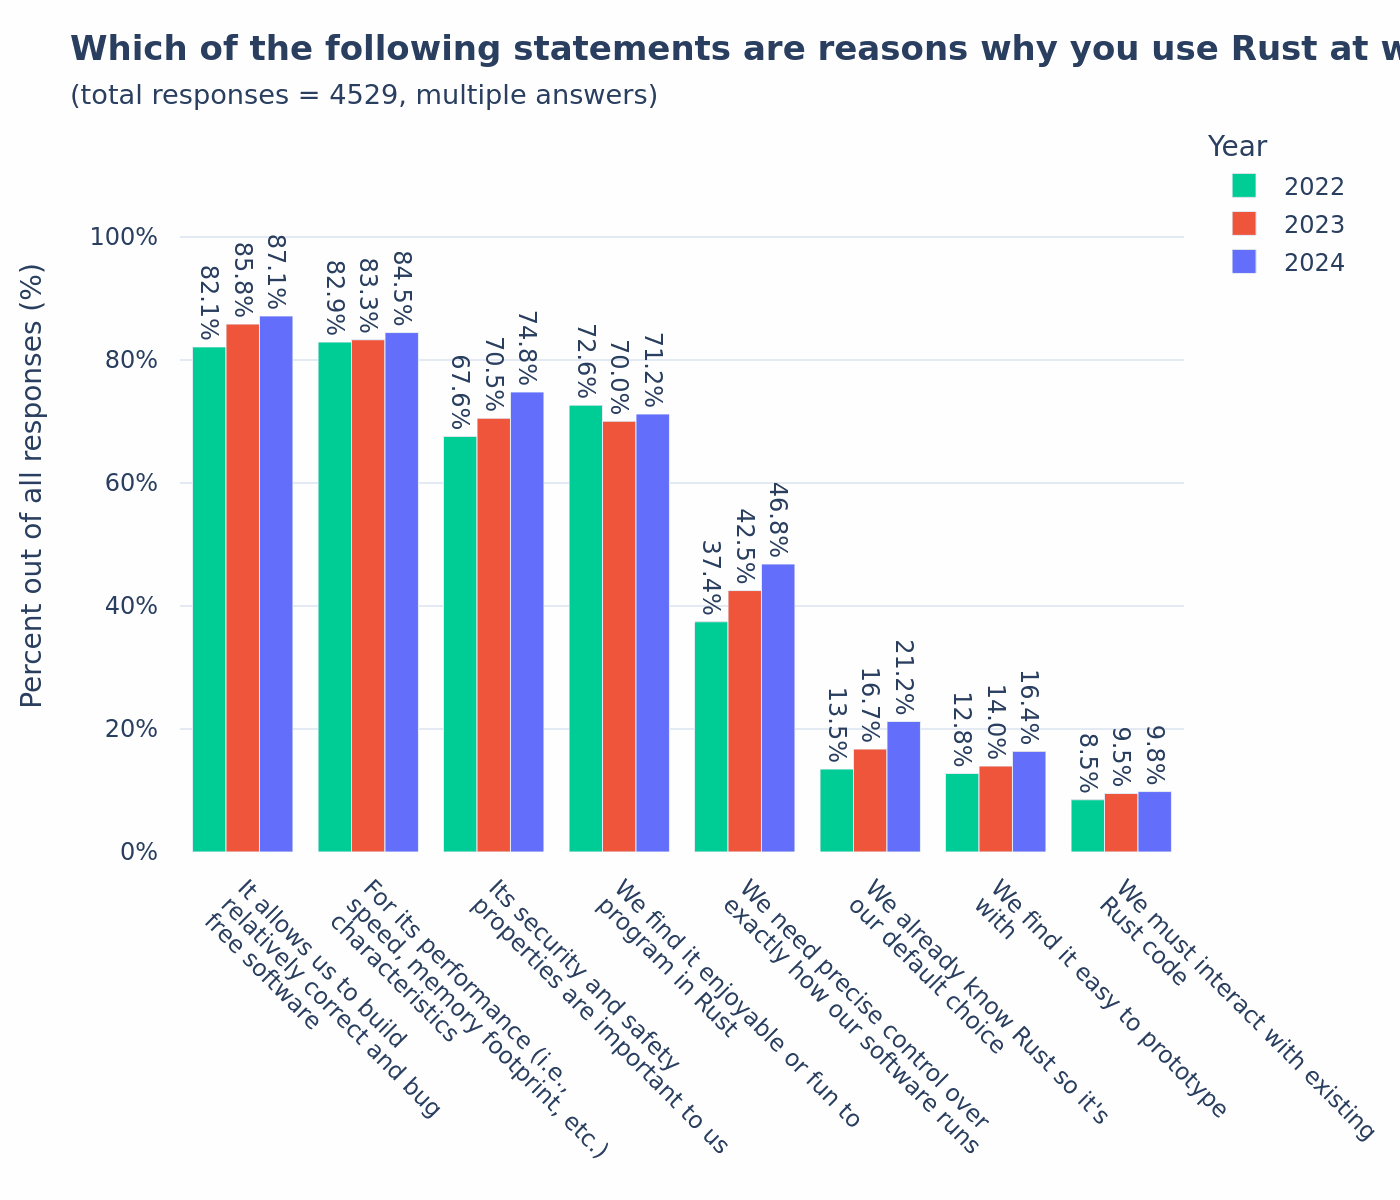 Which of the following statements are reasons why you use Rust at
(total responses = 4529, multiple answers)
Year
2022
2023
2024
Percent out of all responses (%)
100%
80%
60%
40%
20%
0%
82.1%
85.8%
87.1%
82.9%
83.3%
84.5%
67.6%
70.5%
74.8%
72.6%
70.0%
71.2%
37.4%
42.5%
46.8%
13.5%
16.7%
21.2%
12.8%
14.0%
16.4%
8.5%
9.5%
9.8%
It allows us to build
relatively correct and bug
free software
For its performance (i.e.,
speed, memory footprint, etc.)
characteristics
Its security and safety
properties are important to us
We find it enjoyable or fun to
program in Rust
We need precise control over
exactly how our software runs
We already know Rust so it's
our default choice
We find it easy to prototype
with
We must interact with existing
Rust code